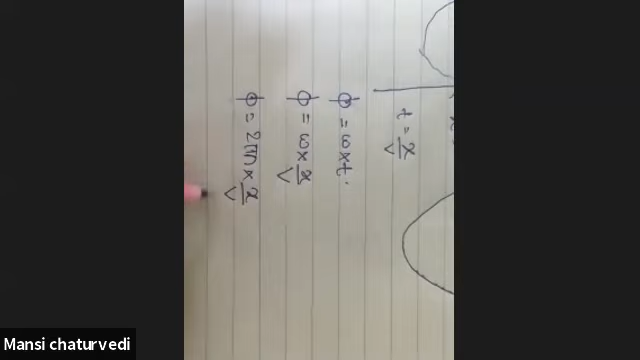 t = x/v
ϕ = ω×t.
ϕ = ω × x/v
ϕ = 2πn × x/v
Mansi chaturvedi